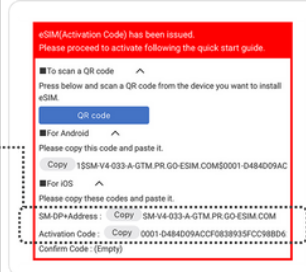 eSIM(Activation Code) has been issued.
Please proceed to activate following the quick start guide.
■To scan a QR code ^
Press below and scan a QR code from the device you want to install
eSIM.
QR code
■For Android ^
Please copy this code and paste it.
Copy 1$SM-V4-033-A-GTM.PR.GO-ESIM.COM$0001-D484D09AC
■For iOS ^
Please copy these codes and paste it.
SM-DP+Address : Copy SM-V4-033-A-GTM.PR.GO-ESIM.COM
Activation Code : Copy 0001-D484D09ACCF0838935FCC98BD6
Confirm Code : (Empty)